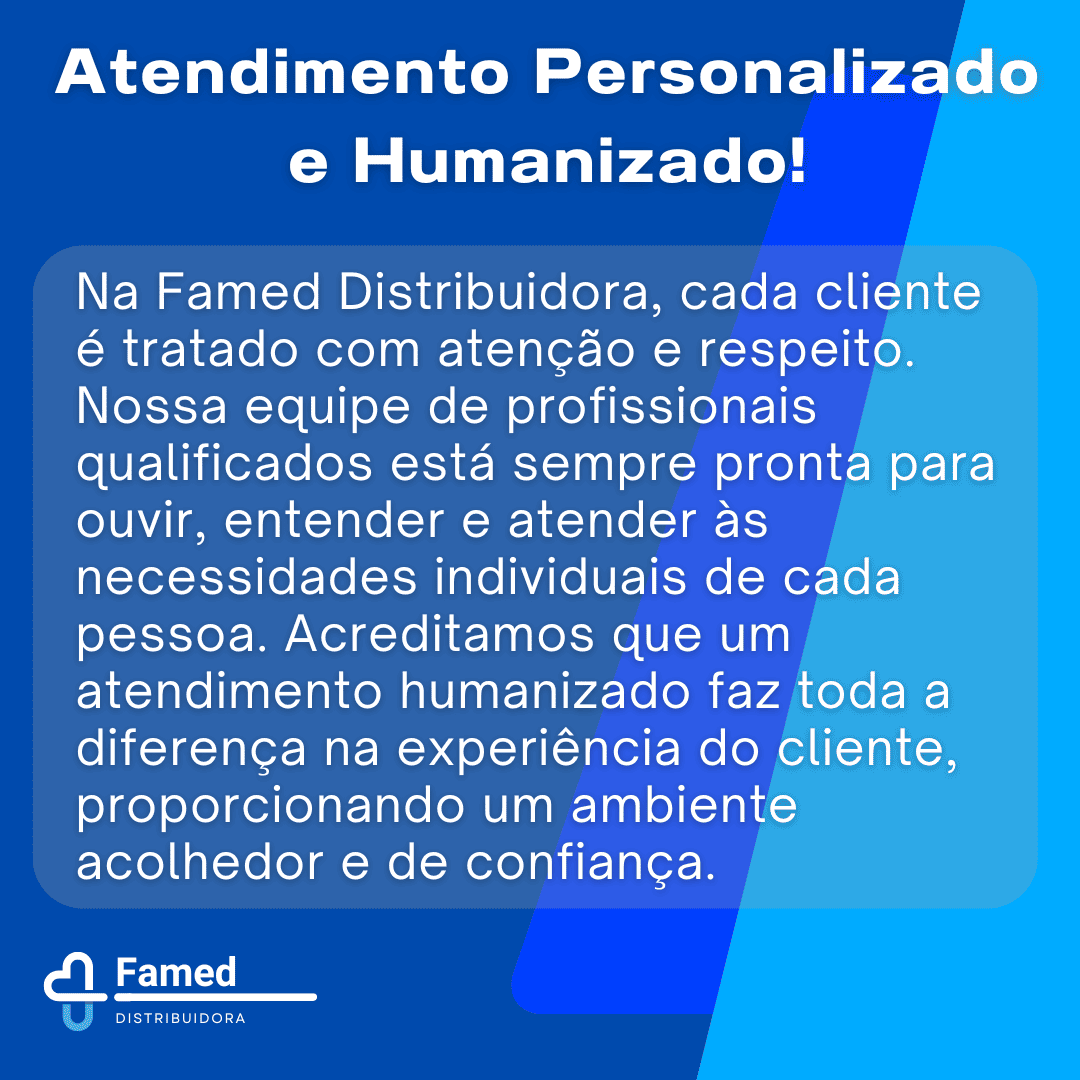 Atendimento Personalizado
e Humanizado!
Na Famed Distribuidora, cada cliente
é tratado com atenção e respeito.
Nossa equipe de profissionais
qualificados está sempre pronta para
ouvir, entender e atender às
necessidades individuais de cada
pessoa. Acreditamos que um
atendimento humanizado faz toda a
diferença na experiência do cliente,
proporcionando um ambiente
acolhedor e de confiança.
Famed
DISTRIBUIDORA